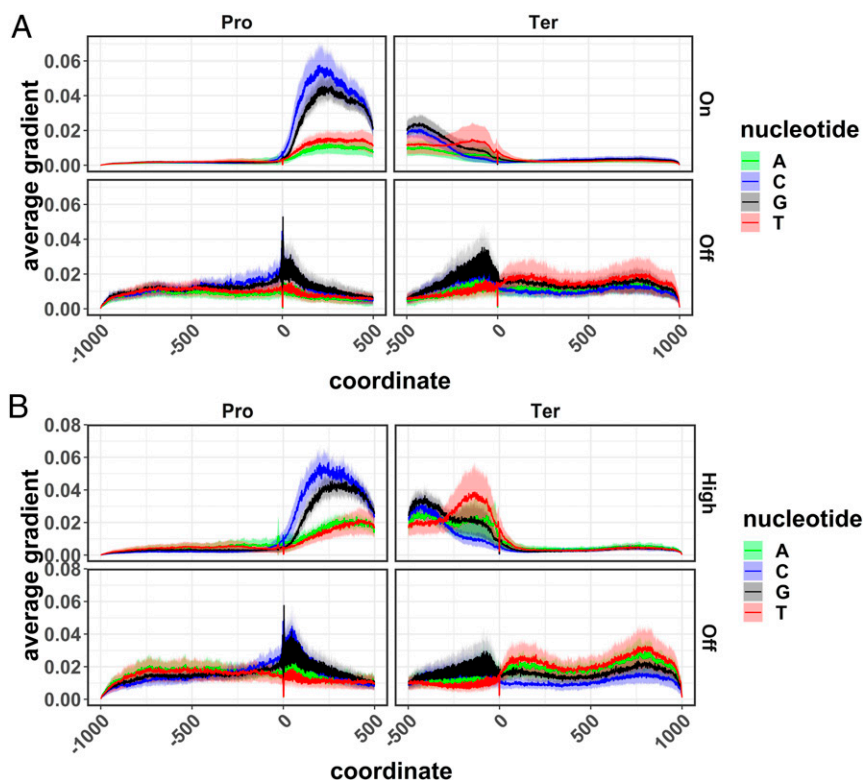 A
Pro
Ter
average gradient
0.06
0.04
0.02
0.00
On
0.06
0.04
0.02
0.00
Off
-1000
-500
0
500
-500
0
500
1000
coordinate
nucleotide
A
C
G
T
B
Pro
Ter
average gradient
0.08
0.06
0.04
0.02
0.00
High
0.08
0.06
0.04
0.02
0.00
Off
-1000
-500
0
500
-500
0
500
1000
coordinate
nucleotide
A
C
G
T